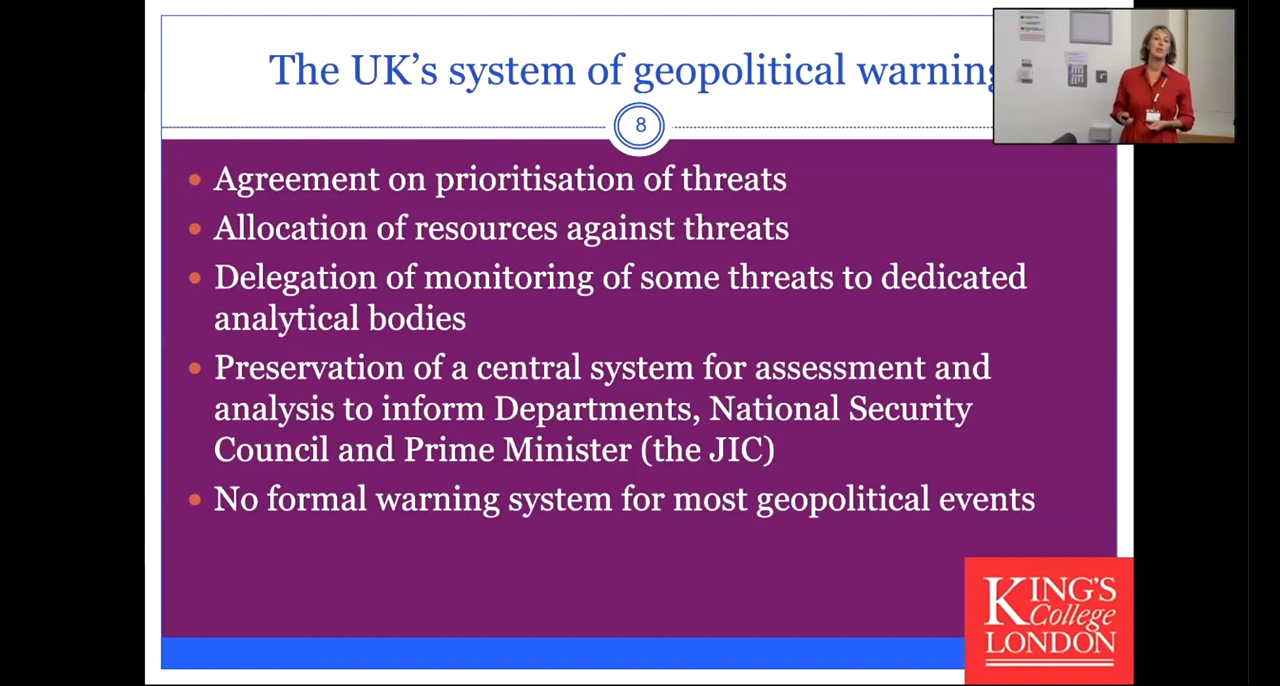 The UK's system of geopolitical warning
8
Agreement on prioritisation of threats
Allocation of resources against threats
Delegation of monitoring of some threats to dedicated
analytical bodies
Preservation of a central system for assessment and
analysis to inform Departments, National Security
Council and Prime Minister (the JIC)
No formal warning system for most geopolitical events
KING'S
College
LONDON